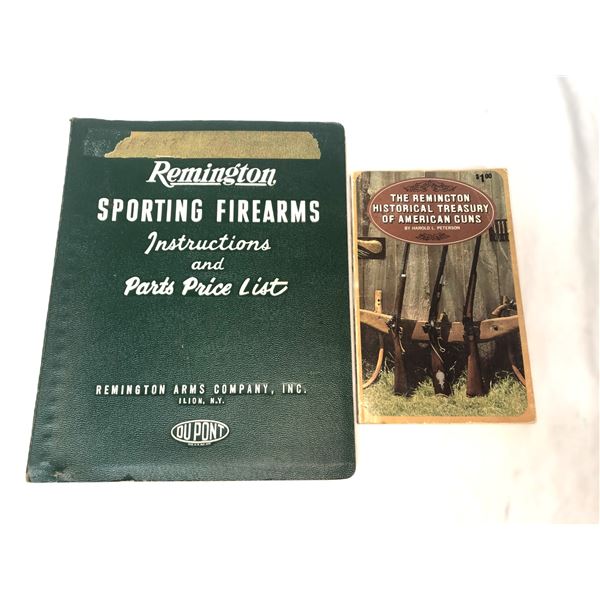 Remington
SPORTING FIREARMS
Instructions
and
Parts Price List
REMINGTON ARMS COMPANY, INC.
ILION, N.Y.
DU PONT
$1.00
THE REMINGTON
HISTORICAL TREASURY
OF AMERICAN GUNS
BY HAROLD L. PETERSON